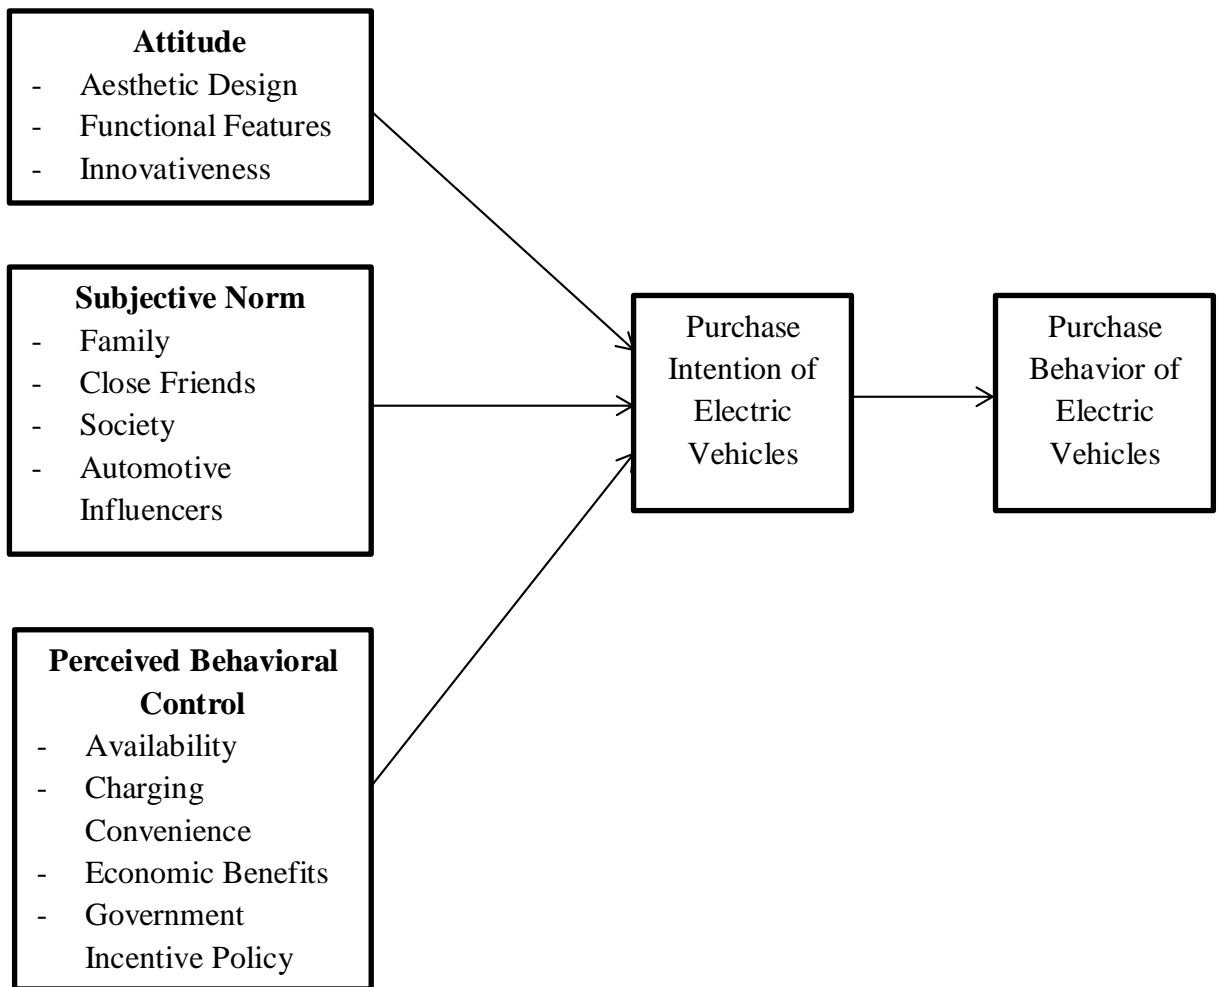 Attitude
- Aesthetic Design
- Functional Features
- Innovativeness
Subjective Norm
- Family
- Close Friends
- Society
- Automotive
Influencers
Perceived Behavioral
Control
- Availability
- Charging
Convenience
- Economic Benefits
- Government
Incentive Policy
Purchase
Intention of
Electric
Vehicles
Purchase
Behavior of
Electric
Vehicles